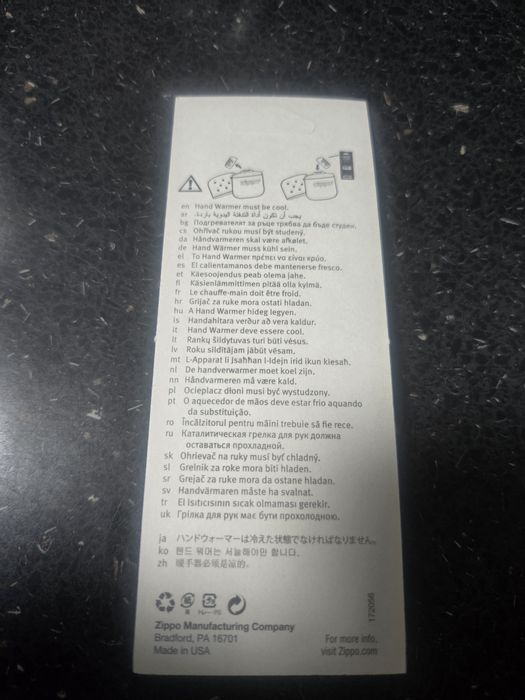 en Hand Warmer must be cool.
ar يجب أن تكون أداة التدفئة اليدوية باردة.
bg Подгревателят за ръце трябва да бъде студен.
cs Ohřívač rukou musí být studený.
da Håndvarmeren skal være afkølet.
de Hand Wärmer muss kühl sein.
el Το Hand Warmer πρέπει να είναι κρύο.
es El calientamanos debe mantenerse fresco.
et Käesoojendus peab olema jahe.
fi Käsienlämmittimen pitää olla kylmä.
fr Le chauffe-main doit être froid.
hr Grijač za ruke mora ostati hladan.
hu A Hand Warmer hideg legyen.
is Handahitara verður að vera kaldur.
it Hand Warmer deve essere cool.
lt Rankų šildytuvas turi būti vėsus.
lv Roku sildītājam jābūt vēsam.
mt L-Apparat li Jsaħħan l-Idejn irid ikun kiesaħ.
nl De handverwarmer moet koel zijn.
nn Håndvarmeren må være kald.
pl Ocieplacz dłoni musi być wystudzony.
pt O aquecedor de mãos deve estar frio aquando
da substituição.
ro Încălzitorul pentru mâini trebuie să fie rece.
ru Каталитическая грелка для рук должна
оставаться прохладной.
sk Ohrievač na ruky musí byť chladný.
sl Grelnik za roke mora biti hladen.
sr Grejač za ruke mora da ostane hladan.
sv Handvärmaren måste ha svalnat.
tr El ısıtıcısının sıcak olmaması gerekir.
uk Грілка для рук має бути прохолодною.
ja ハンドウォーマーは冷えた状態でなければなりません。
ko 핸드 워머는 서늘해야만 합니다.
zh 暖手器必须是凉的。
Zippo Manufacturing Company
Bradford, PA 16701
Made in USA
For more info,
visit Zippo.com
172056